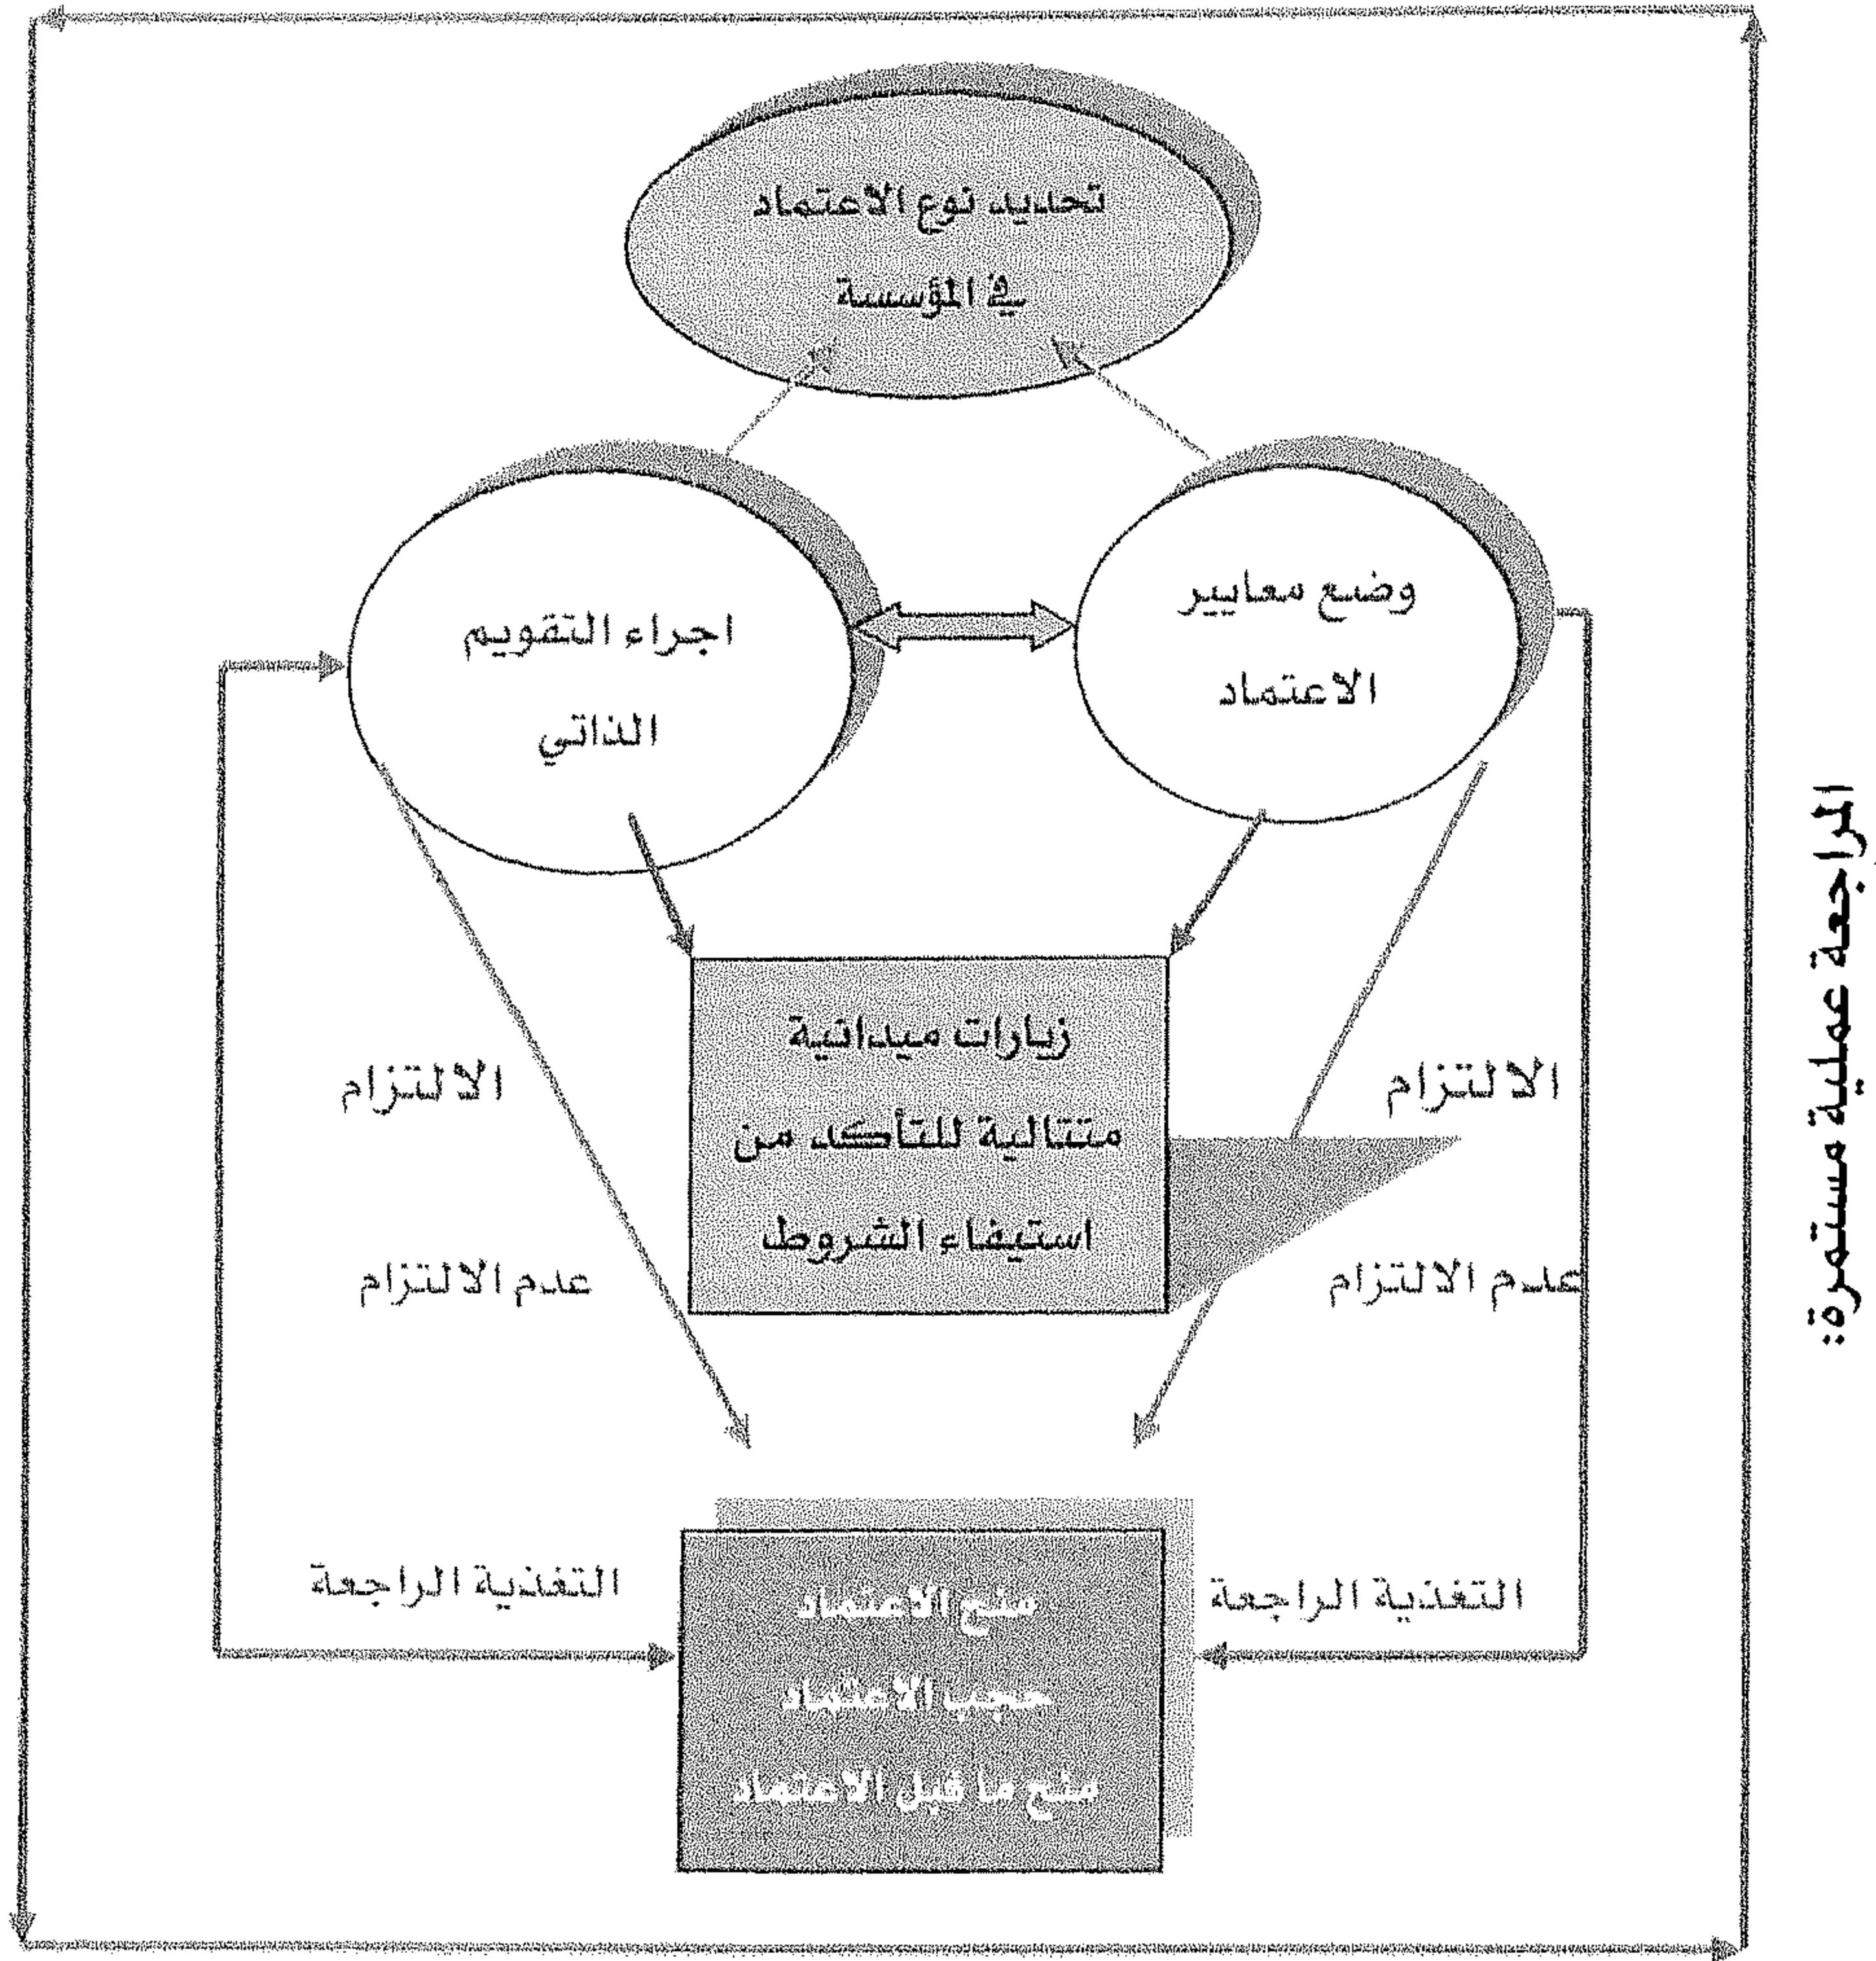 تحديد نوع الاعتماد
في المؤسسة
وضع معايير
الاعتماد
اجراء التقويم
الذاتي
زيارات ميدانية
متتالية للتأكد من
استيفاء الشروط
الالتزام
الالتزام
عدم الالتزام
عدم الالتزام
التغذية الراجعة
التغذية الراجعة
منح الاعتماد
حجب الاعتماد
منح ما قبل الاعتماد
المراجعة عملية مستمرة: